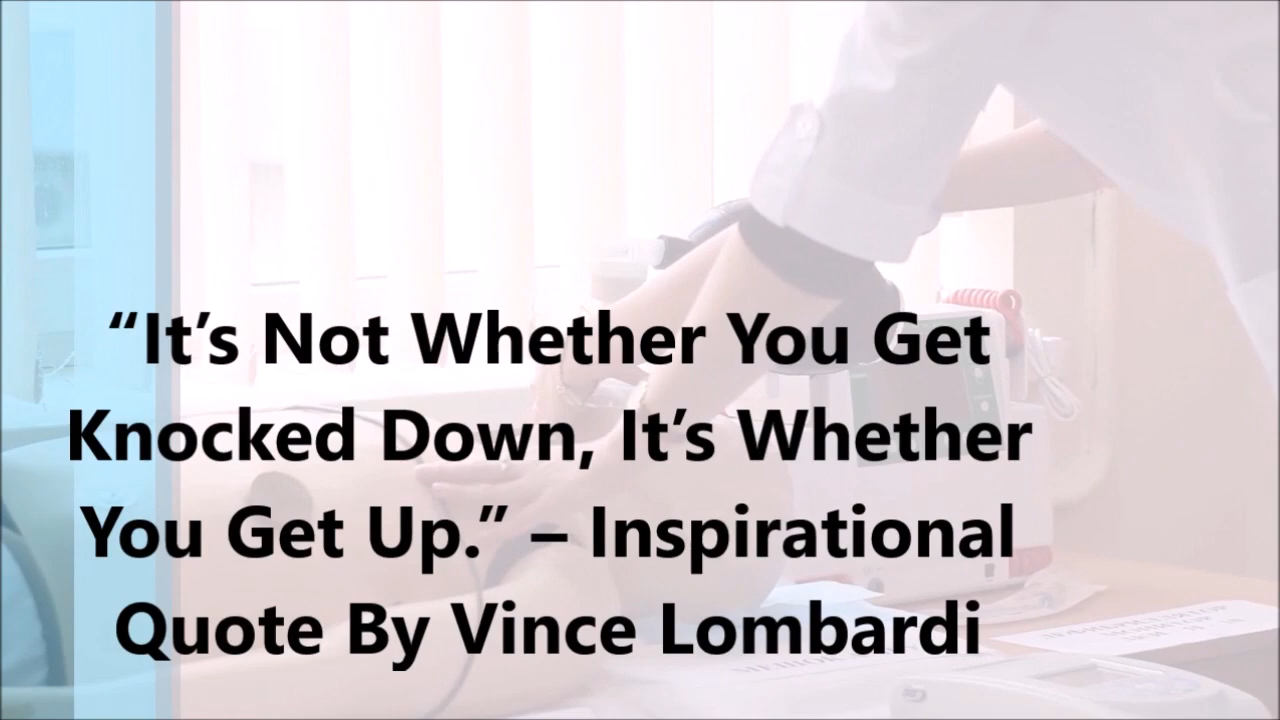 “It’s Not Whether You Get
Knocked Down, It’s Whether
You Get Up.” – Inspirational
Quote By Vince Lombardi